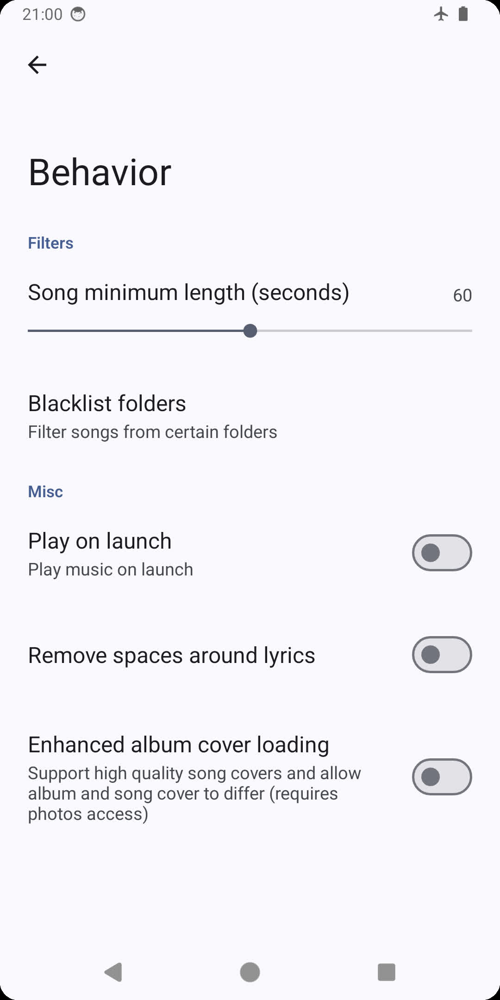 21:00
Behavior
Filters
Song minimum length (seconds)
60
Blacklist folders
Filter songs from certain folders
Misc
Play on launch
Play music on launch
Remove spaces around lyrics
Enhanced album cover loading
Support high quality song covers and allow
album and song cover to differ (requires
photos access)